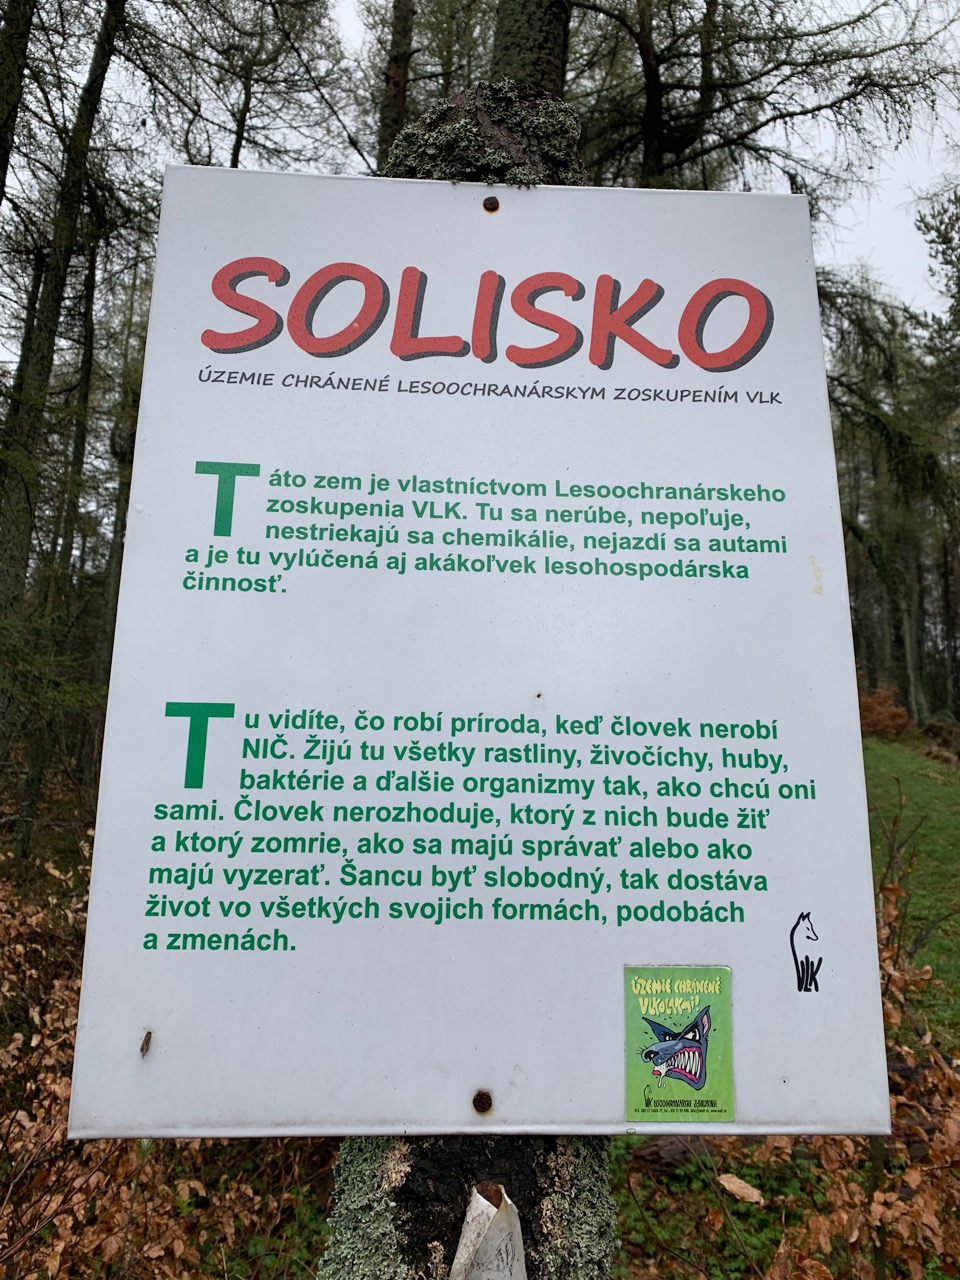 SOLISKO
ÚZEMIE CHRÁNENÉ LESOOCHRANÁRSKYM ZOSKUPENÍM VLK
Táto zem je vlastníctvom Lesoochranárskeho
zoskupenia VLK. Tu sa nerúbe, nepoľuje,
nestriekajú sa chemikálie, nejazdí sa autami
a je tu vylúčená aj akákoľvek lesohospodárska
činnosť.
Tu vidíte, čo robí príroda, keď človek nerobí
NIČ. Žijú tu všetky rastliny, živočíchy, huby,
baktérie a ďalšie organizmy tak, ako chcú oni
sami. Človek nerozhoduje, ktorý z nich bude žiť
a ktorý zomrie, ako sa majú správať alebo ako
majú vyzerať. Šancu byť slobodný, tak dostáva
život vo všetkých svojich formách, podobách
a zmenách.
VLK
ÚZEMIE CHRÁNENÉ
VLKOLAKMI!
VLK LESOOCHRANÁRSKE ZOSKUPENIE